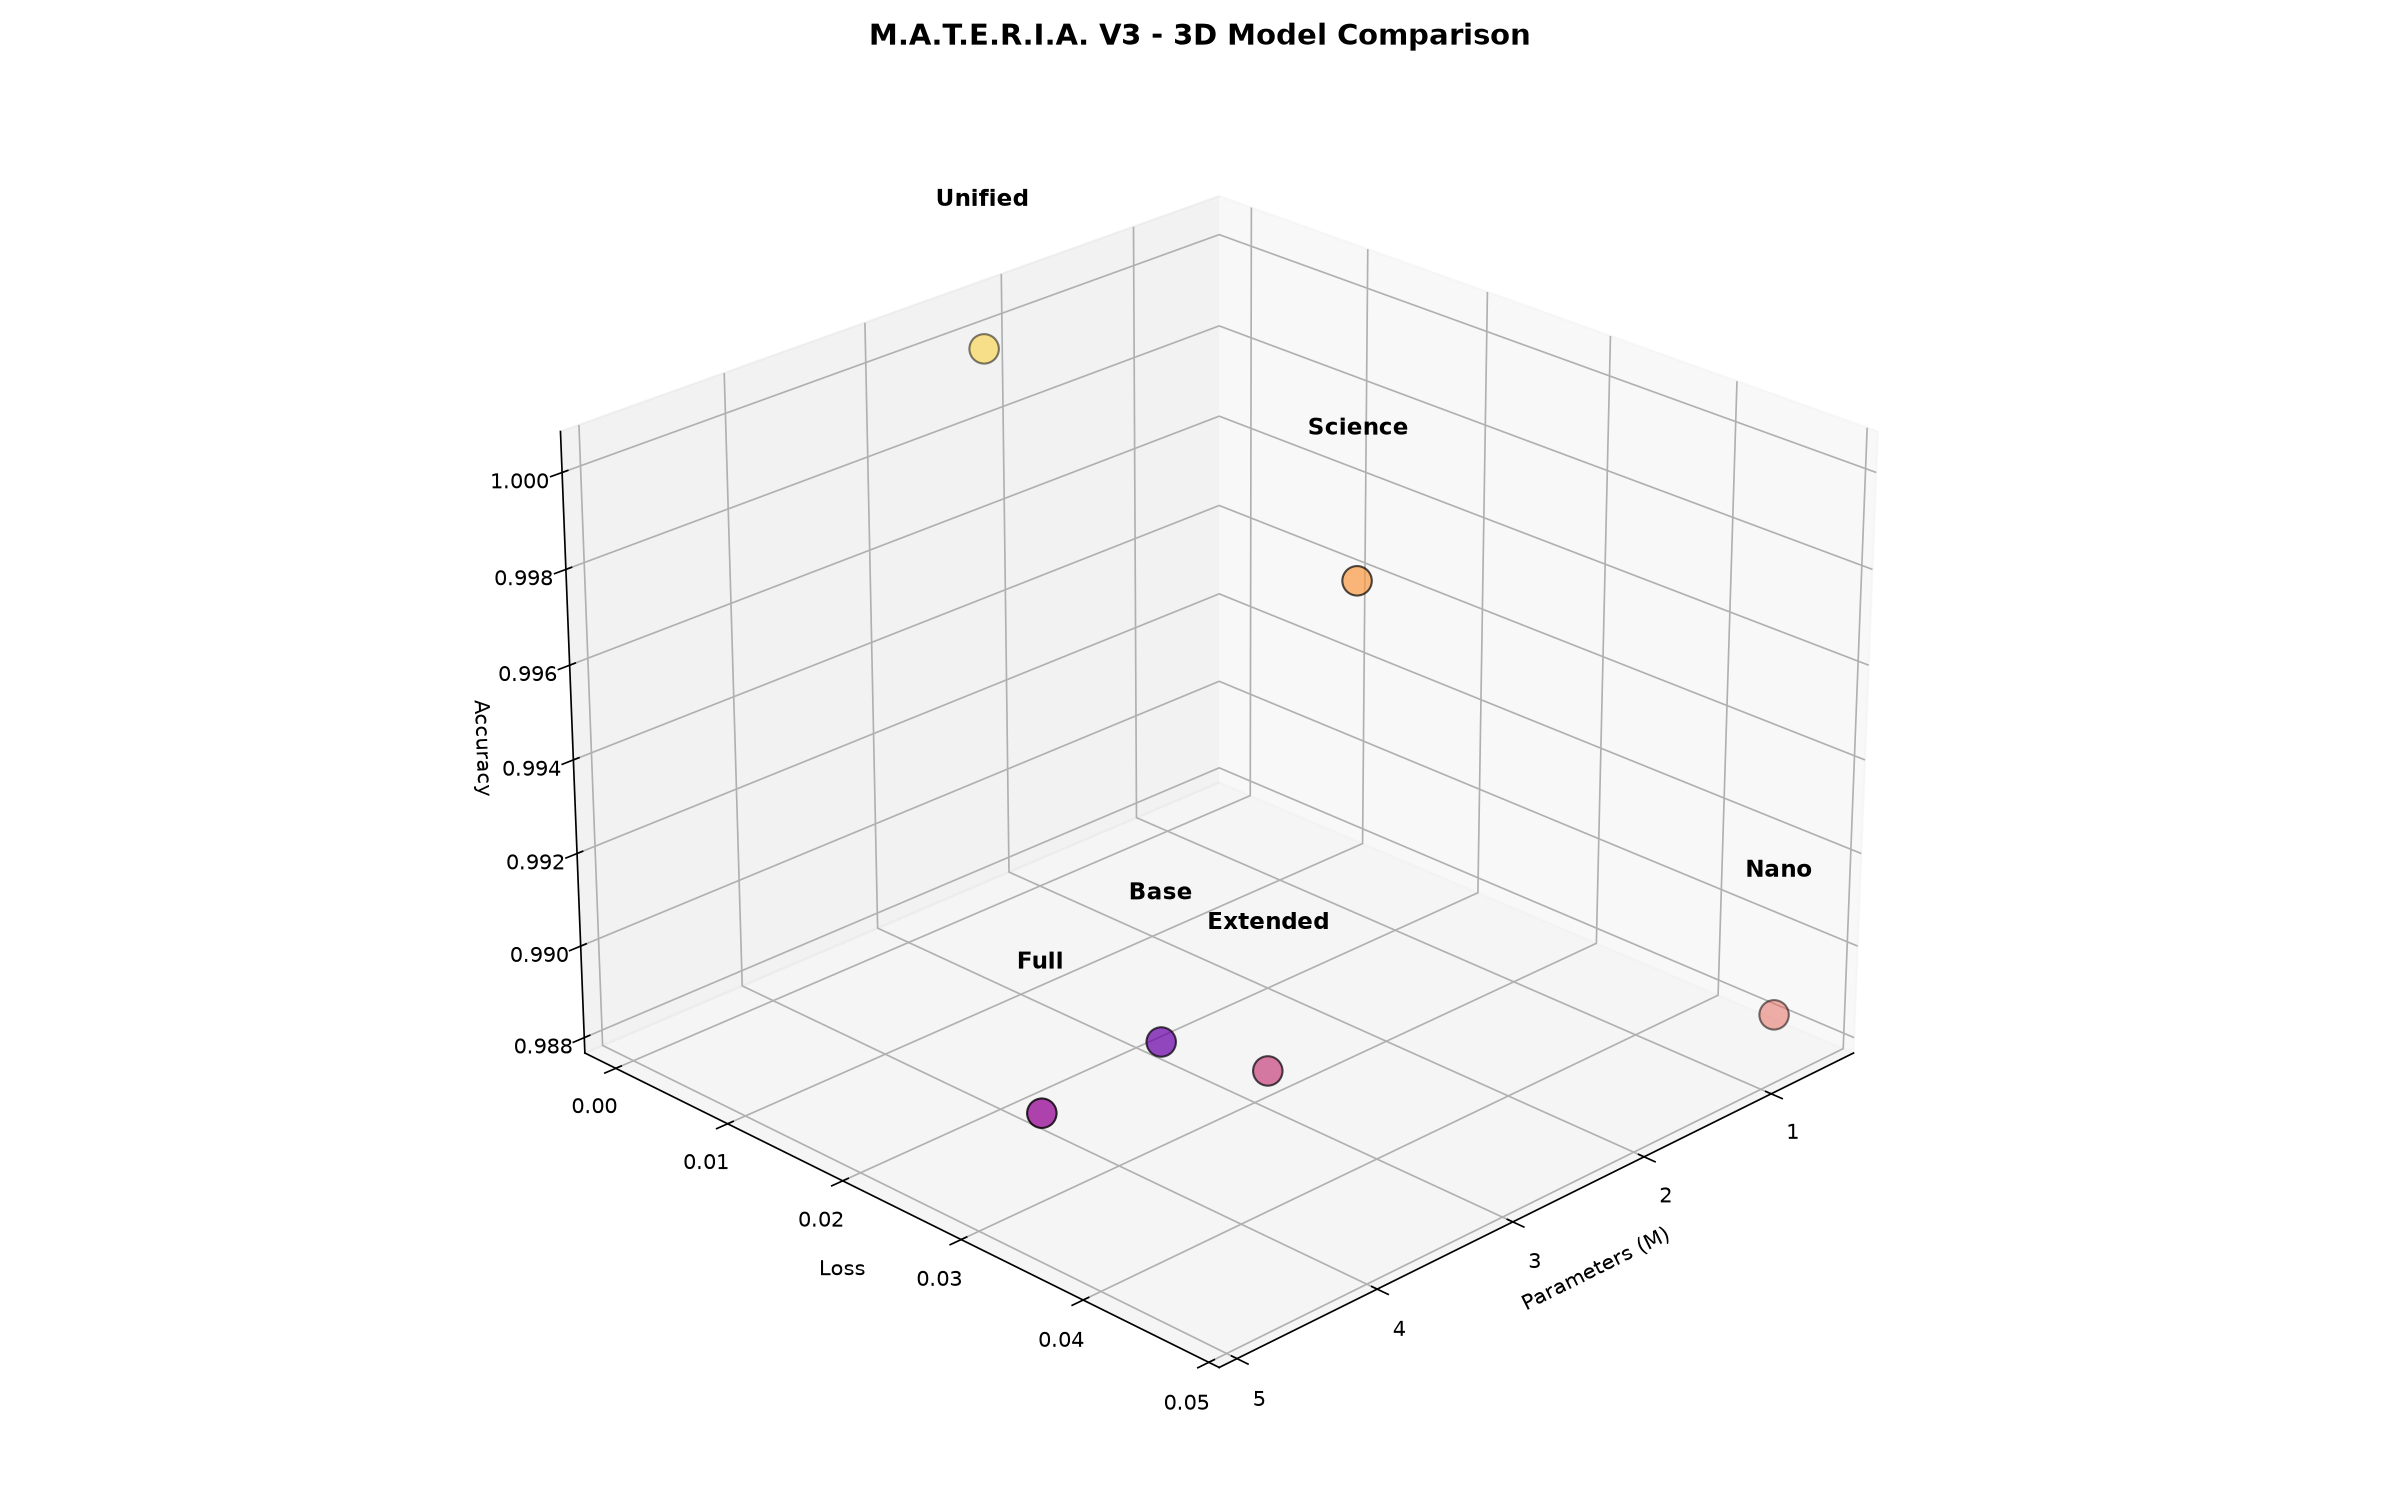 M.A.T.E.R.I.A. V3 - 3D Model Comparison
Unified
Science
Nano
Base
Extended
Full
1.000
0.998
0.996
0.994
0.992
0.990
0.988
Accuracy
0.00
0.01
0.02
0.03
0.04
0.05
Loss
1
2
3
4
5
Parameters (M)